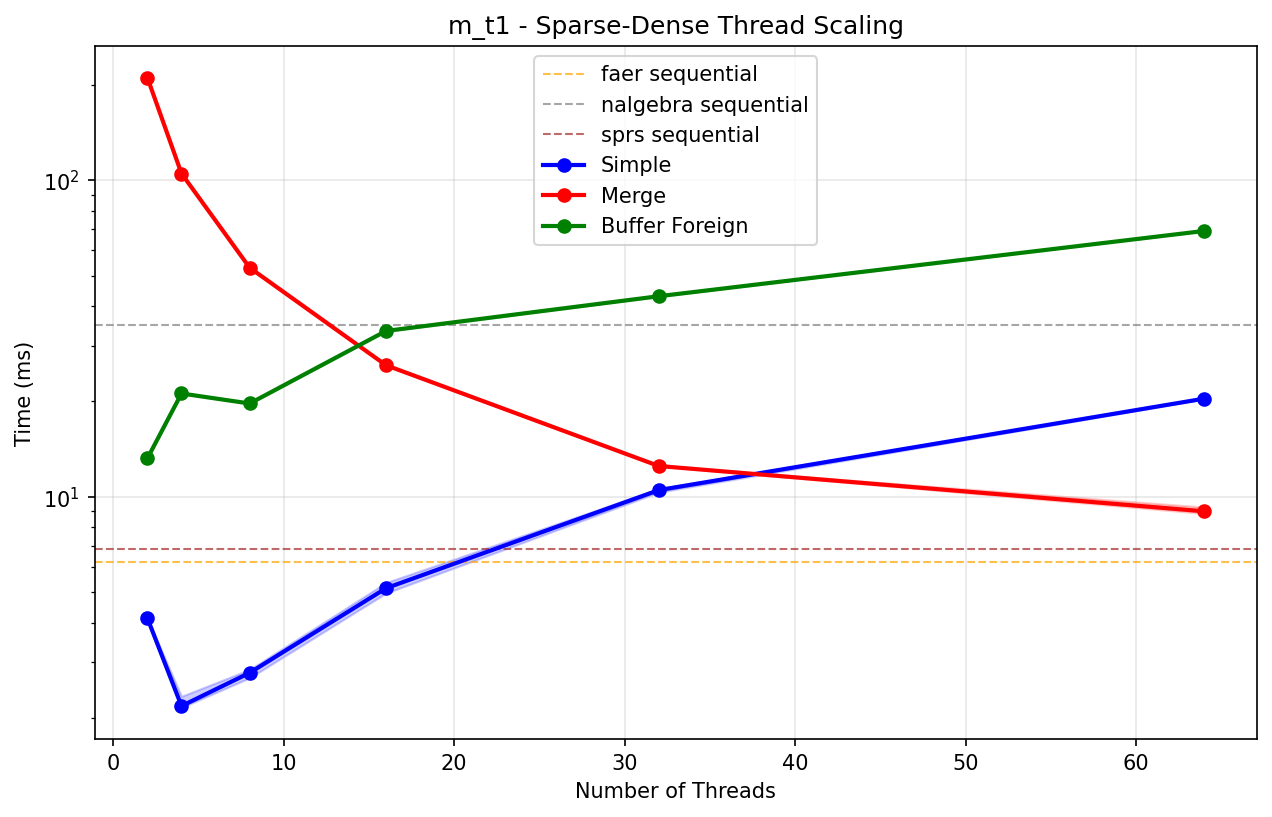 m_t1 - Sparse-Dense Thread Scaling
faer sequential
nalgebra sequential
sprs sequential
Simple
Merge
Buffer Foreign
Time (ms)
10²
10¹
0 10 20 30 40 50 60
Number of Threads